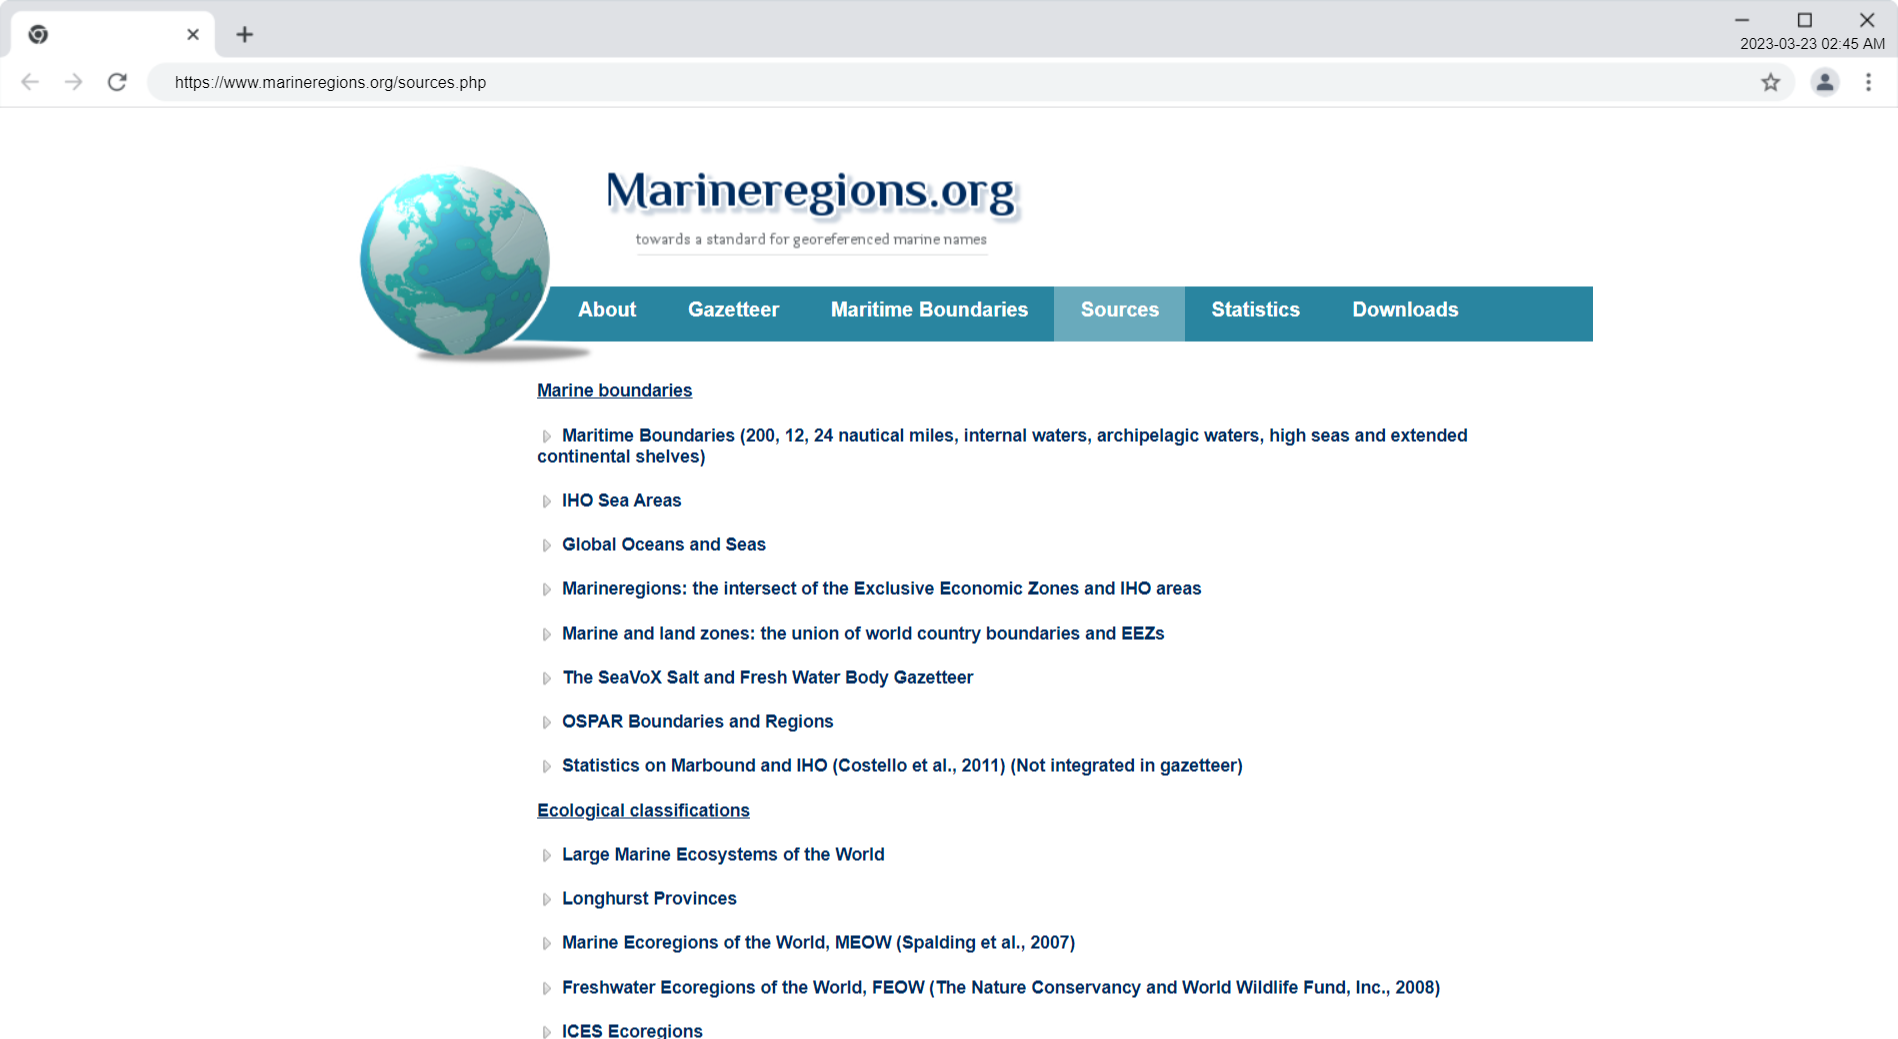 2023-03-23 02:45 AM
https://www.marineregions.org/sources.php
Marineregions.org
towards a standard for georeferenced marine names
About Gazetteer Maritime Boundaries Sources Statistics Downloads
Marine boundaries
Maritime Boundaries (200, 12, 24 nautical miles, internal waters, archipelagic waters, high seas and extended
continental shelves)
IHO Sea Areas
Global Oceans and Seas
Marineregions: the intersect of the Exclusive Economic Zones and IHO areas
Marine and land zones: the union of world country boundaries and EEZs
The SeaVoX Salt and Fresh Water Body Gazetteer
OSPAR Boundaries and Regions
Statistics on Marbound and IHO (Costello et al., 2011) (Not integrated in gazetteer)
Ecological classifications
Large Marine Ecosystems of the World
Longhurst Provinces
Marine Ecoregions of the World, MEOW (Spalding et al., 2007)
Freshwater Ecoregions of the World, FEOW (The Nature Conservancy and World Wildlife Fund, Inc., 2008)
ICES Ecoregions